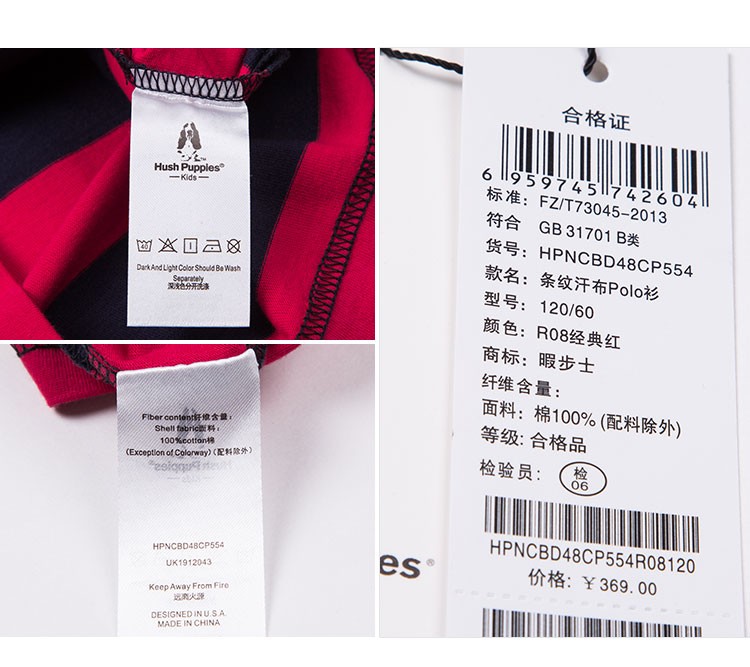 Hush Puppies®
Kids
40
Dark And Light Color Should Be Wash
Separately
深浅色分开洗涤
Fiber content纤维含量:
Shell fabric面料:
100%cotton棉
(Exception of Colorway) (配料除外)
Hush Puppies
Kids
HPNCBD48CP554
UK1912043
Keep Away From Fire
远离火源
DESIGNED IN U.S.A.
MADE IN CHINA
合格证
6 959745 742604
标准: FZ/T73045-2013
符合 GB 31701 B类
货号: HPNCBD48CP554
款名: 条纹汗布Polo衫
型号: 120/60
颜色: R08经典红
商标: 暇步士
纤维含量:
面料: 棉100% (配料除外)
等级: 合格品
检验员: 检 06
HPNCBD48CP554R08120
价格: ¥369.00
es®